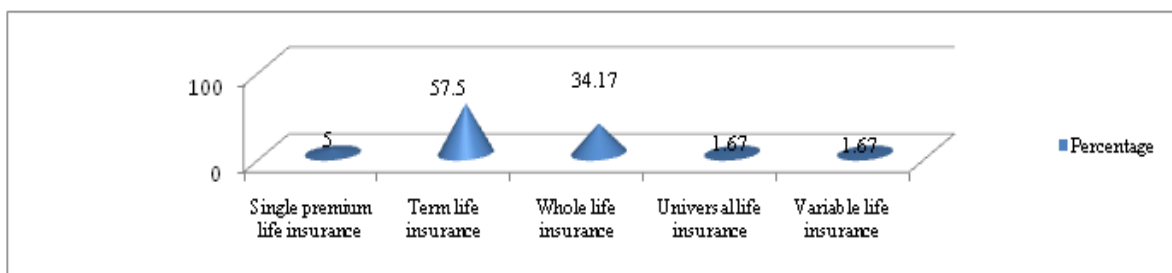 100
0
5
57.5
34.17
1.67
1.67
Single premium
life insurance
Term life
insurance
Whole life
insurance
Universal life
insurance
Variable life
insurance
Percentage